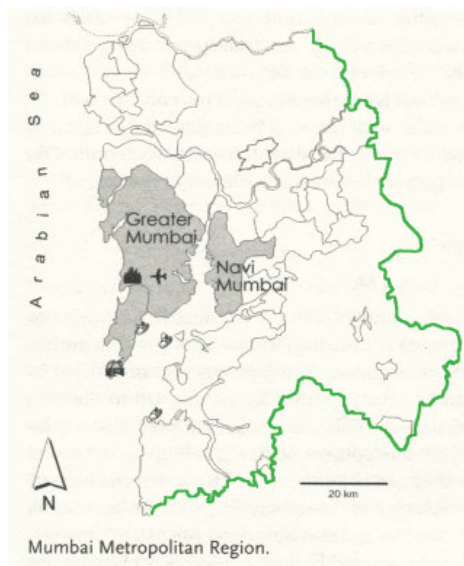 Arabian Sea
Greater
Mumbai
Navi
Mumbai
N
20 km
Mumbai Metropolitan Region.